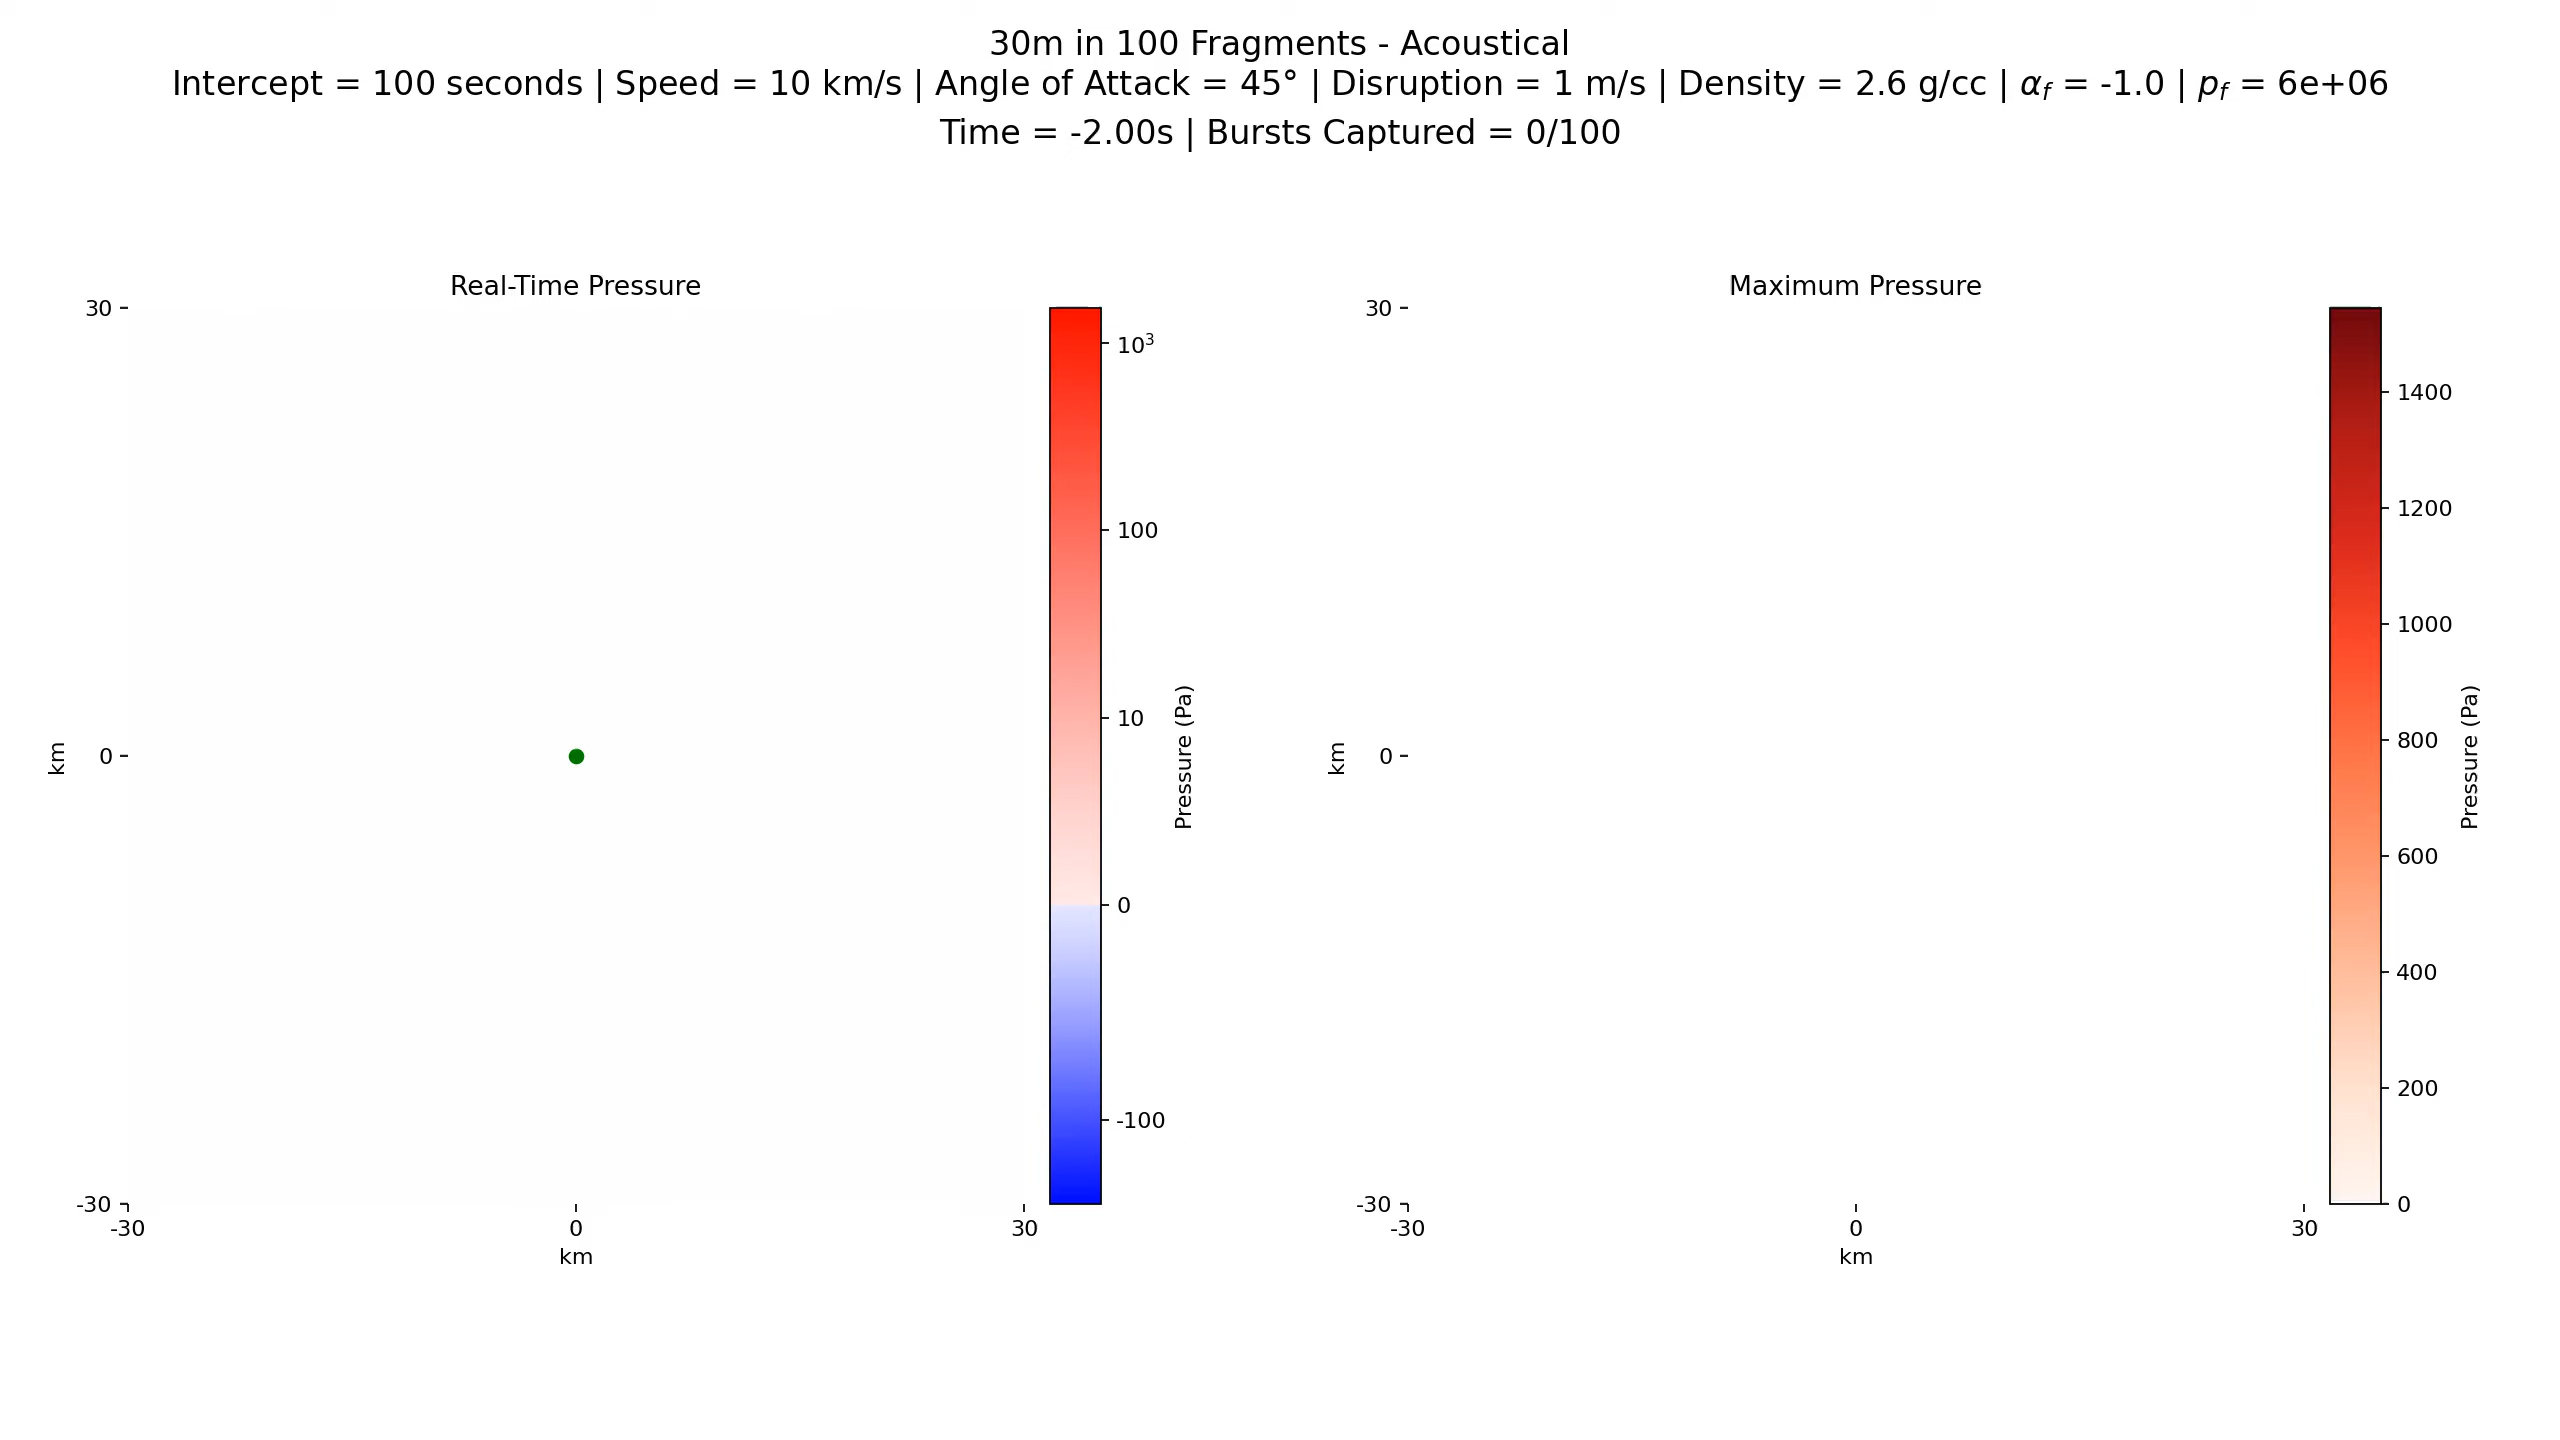 30m in 100 Fragments - Acoustical
Intercept = 100 seconds | Speed = 10 km/s | Angle of Attack = 45° | Disruption = 1 m/s | Density = 2.6 g/cc | α_f = -1.0 | p_f = 6e+06
Time = -2.00s | Bursts Captured = 0/100
Real-Time Pressure
30
0
-30
km
-30
0
30
km
10³
100
10
0
-100
Pressure (Pa)
Maximum Pressure
30
0
-30
km
-30
0
30
km
1400
1200
1000
800
600
400
200
0
Pressure (Pa)